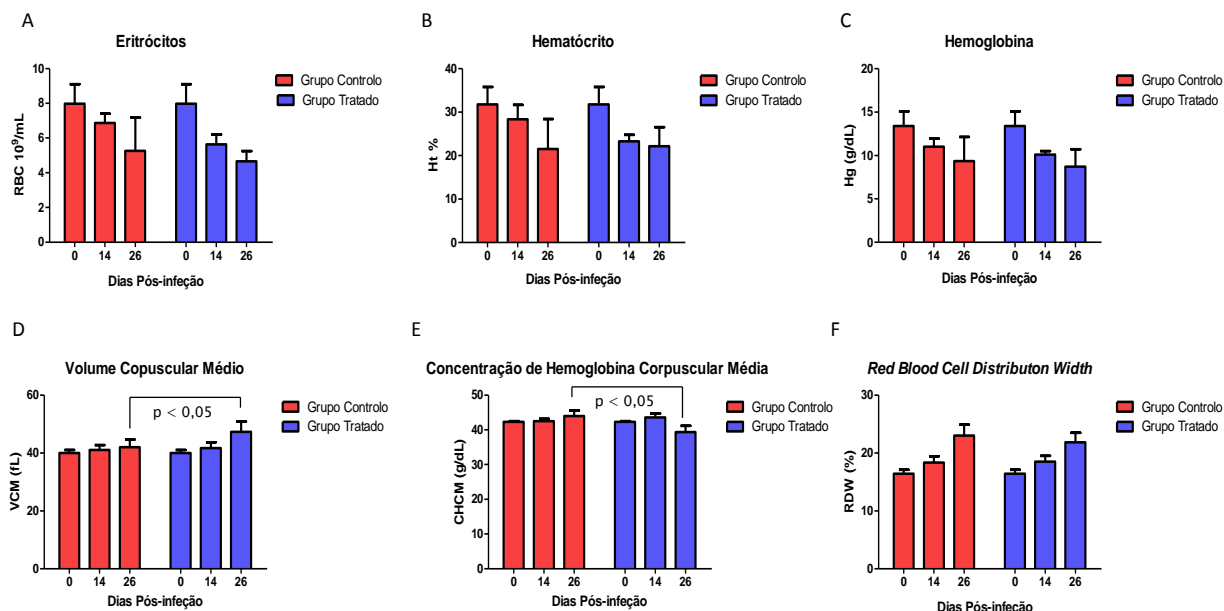 A
Eritrócitos
RBC 10⁹/mL
10
8
6
4
2
0
0 14 26 0 14 26
Dias Pós-infeção
Grupo Controlo
Grupo Tratado
B
Hematócrito
Ht %
40
30
20
10
0
0 14 26 0 14 26
Dias Pós-infeção
Grupo Controlo
Grupo Tratado
C
Hemoglobina
Hg (g/dL)
20
15
10
5
0
0 14 26 0 14 26
Dias Pós-infeção
Grupo Controlo
Grupo Tratado
D
Volume Copuscular Médio
VCM (fL)
60
40
20
0
p < 0,05
0 14 26 0 14 26
Dias Pós-infeção
Grupo Controlo
Grupo Tratado
E
Concentração de Hemoglobina Corpuscular Média
CHCM (g/dL)
50
40
30
20
10
0
p < 0,05
0 14 26 0 14 26
Dias Pós-infeção
Grupo Controlo
Grupo Tratado
F
Red Blood Cell Distributon Width
RDW (%)
30
20
10
0
0 14 26 0 14 26
Dias Pós-infeção
Grupo Controlo
Grupo Tratado